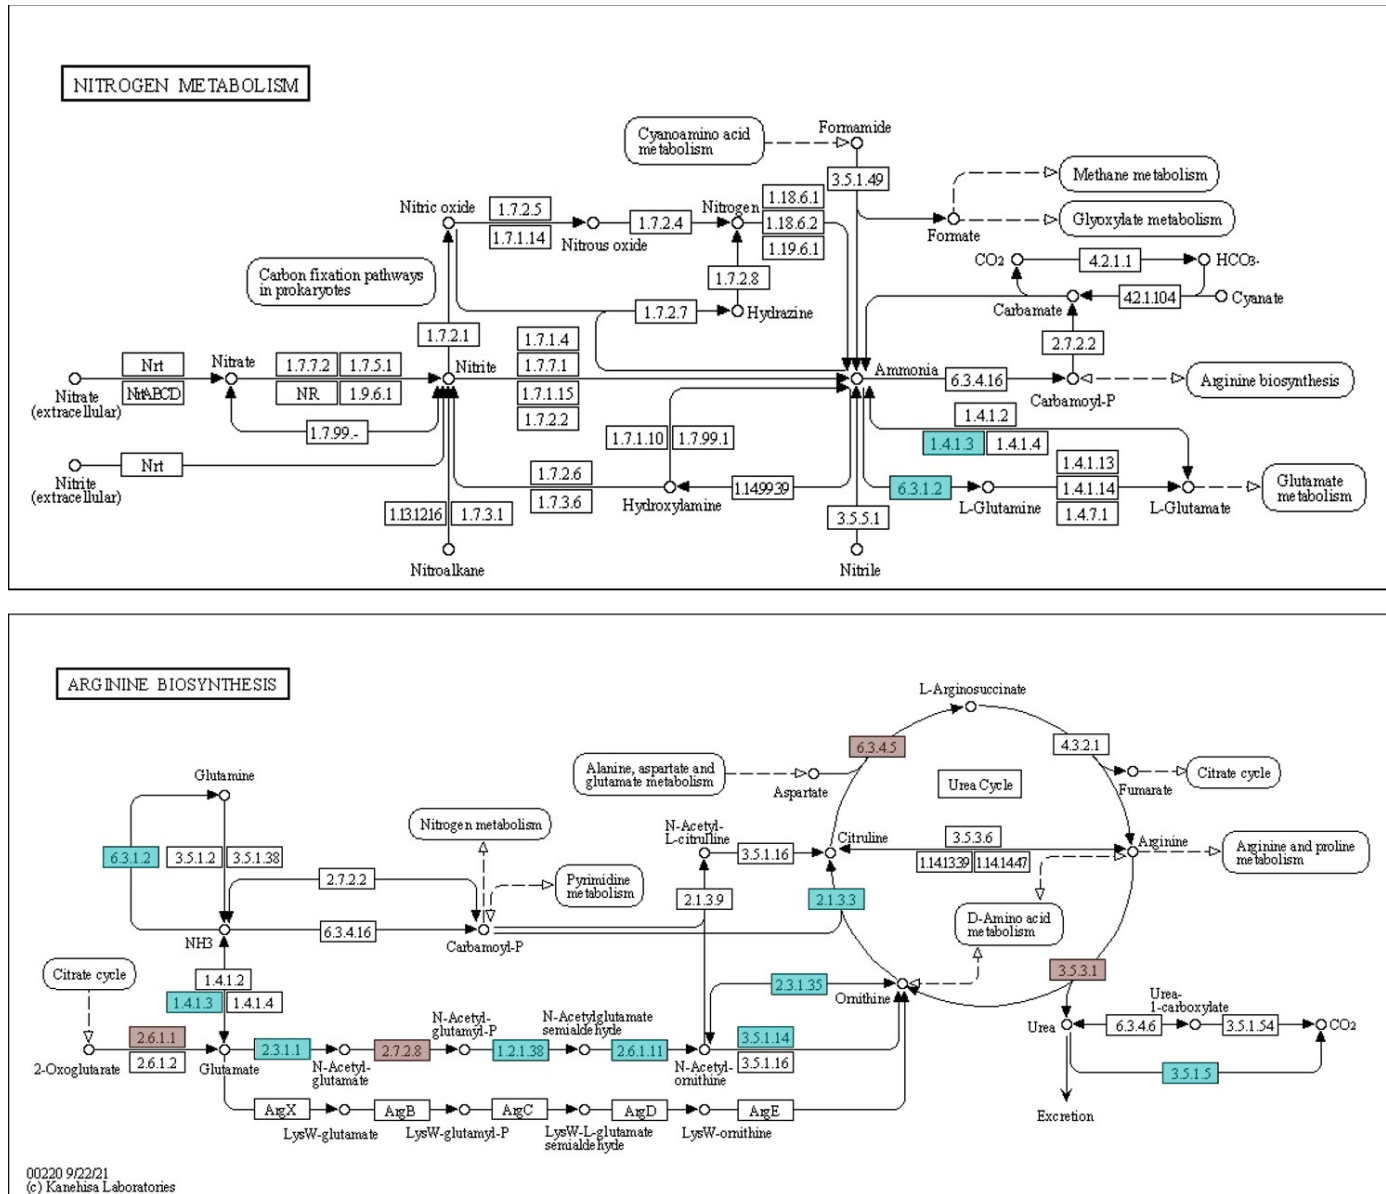 NITROGEN METABOLISM
Cyanoamino acid
metabolism
Formamide
3.5.1.49
Methane metabolism
Glyoxylate metabolism
Formate
Nitric oxide
1.7.2.5
1.7.1.14
Nitrous oxide
1.7.2.4
Nitrogen
1.18.6.1
1.18.6.2
1.19.6.1
CO2
4.2.1.1
HCO3-
Carbon fixation pathways
in prokaryotes
1.7.2.8
1.7.2.7
Hydrazine
Carbamate
4.2.1.104
Cyanate
1.7.2.1
2.7.2.2
Nrt
NrtABCD
Nitrate
(extracellular)
Nitrate
1.7.7.2
1.7.5.1
NR
1.9.6.1
1.7.99.-
Nitrite
1.7.1.4
1.7.7.1
1.7.1.15
1.7.2.2
Ammonia
6.3.4.16
Carbamoyl-P
Arginine biosynthesis
1.4.1.2
1.4.1.3
1.4.1.4
1.7.1.10
1.7.99.1
Nrt
Nitrite
(extracellular)
1.7.2.6
1.7.3.6
Hydroxylamine
1.14.99.39
6.3.1.2
L-Glutamine
1.4.1.13
1.4.1.14
1.4.7.1
L-Glutamate
Glutamate
metabolism
1.13.12.16
1.7.3.1
3.5.5.1
Nitroalkane
Nitrile
ARGININE BIOSYNTHESIS
L-Arginosuccinate
6.3.4.5
4.3.2.1
Alanine, aspartate and
glutamate metabolism
Aspartate
Urea Cycle
Fumarate
Citrate cycle
Glutamine
Nitrogen metabolism
N-Acetyl-
L-citrulline
3.5.1.16
Citruline
3.5.3.6
1.14.13.39
1.14.14.47
Arginine
Arginine and proline
metabolism
6.3.1.2
3.5.1.2
3.5.1.38
2.7.2.2
Pyrimidine
metabolism
2.1.3.9
2.1.3.3
D-Amino acid
metabolism
NH3
6.3.4.16
Carbamoyl-P
Citrate cycle
1.4.1.2
1.4.1.3
1.4.1.4
2.3.1.35
Ornithine
3.5.3.1
Urea-
1-carboxylate
Urea
6.3.4.6
3.5.1.54
CO2
2.6.1.1
2.6.1.2
2-Oxoglutarate
Glutamate
2.3.1.1
N-Acetyl-
glutamate
2.7.2.8
N-Acetyl-
glutamyl-P
1.2.1.38
N-Acetylglutamate
semialdehyde
2.6.1.11
N-Acetyl-
ornithine
3.5.1.14
3.5.1.16
3.5.1.5
Excretion
ArgX
LysW-glutamate
ArgB
LysW-glutamyl-P
ArgC
LysW-L-glutamate
semialdehyde
ArgD
LysW-ornithine
ArgE
00220 9/22/21
(c) Kanehisa Laboratories